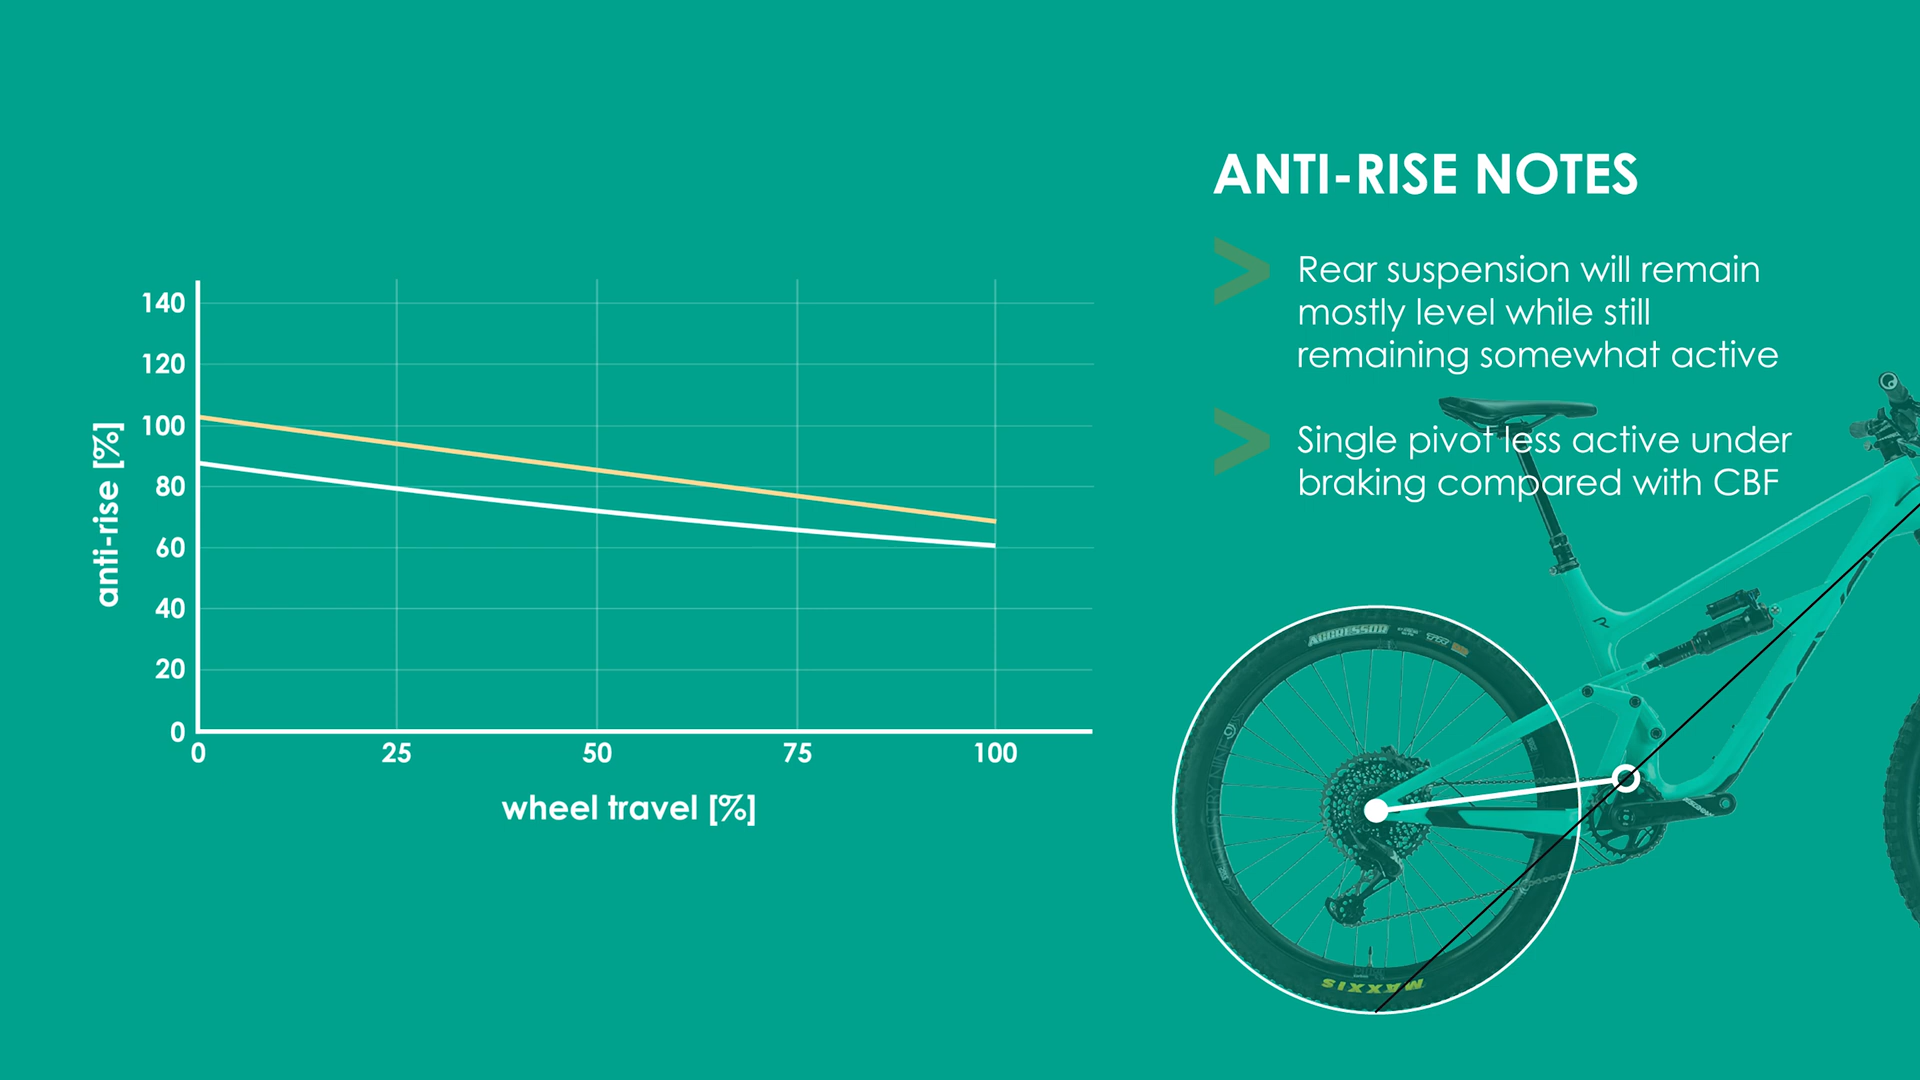 ANTI-RISE NOTES
> Rear suspension will remain
mostly level while still
remaining somewhat active
> Single pivot less active under
braking compared with CBF
anti-rise [%]
140
120
100
80
60
40
20
0
0 25 50 75 100
wheel travel [%]
AGGRESSOR
MAXXIS